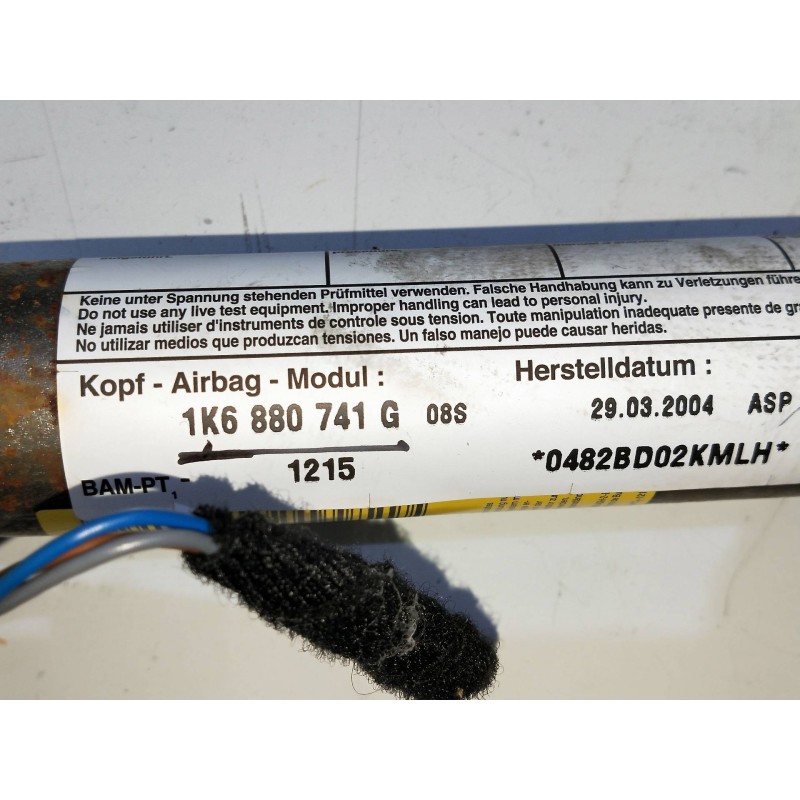 Keine unter Spannung stehenden Prüfmittel verwenden. Falsche Handhabung kann zu Verletzungen führe
Do not use any live test equipment. Improper handling can lead to personal injury.
Ne jamais utiliser d'instruments de controle sous tension. Toute manipulation inadequate presente de gr
No utilizar medios que produzcan tensiones. Un falso manejo puede causar heridas.
Kopf - Airbag - Modul :
Herstelldatum :
1K6 880 741 G 08S
29.03.2004 ASP
1215
*0482BD02KMLH*
BAM-PT